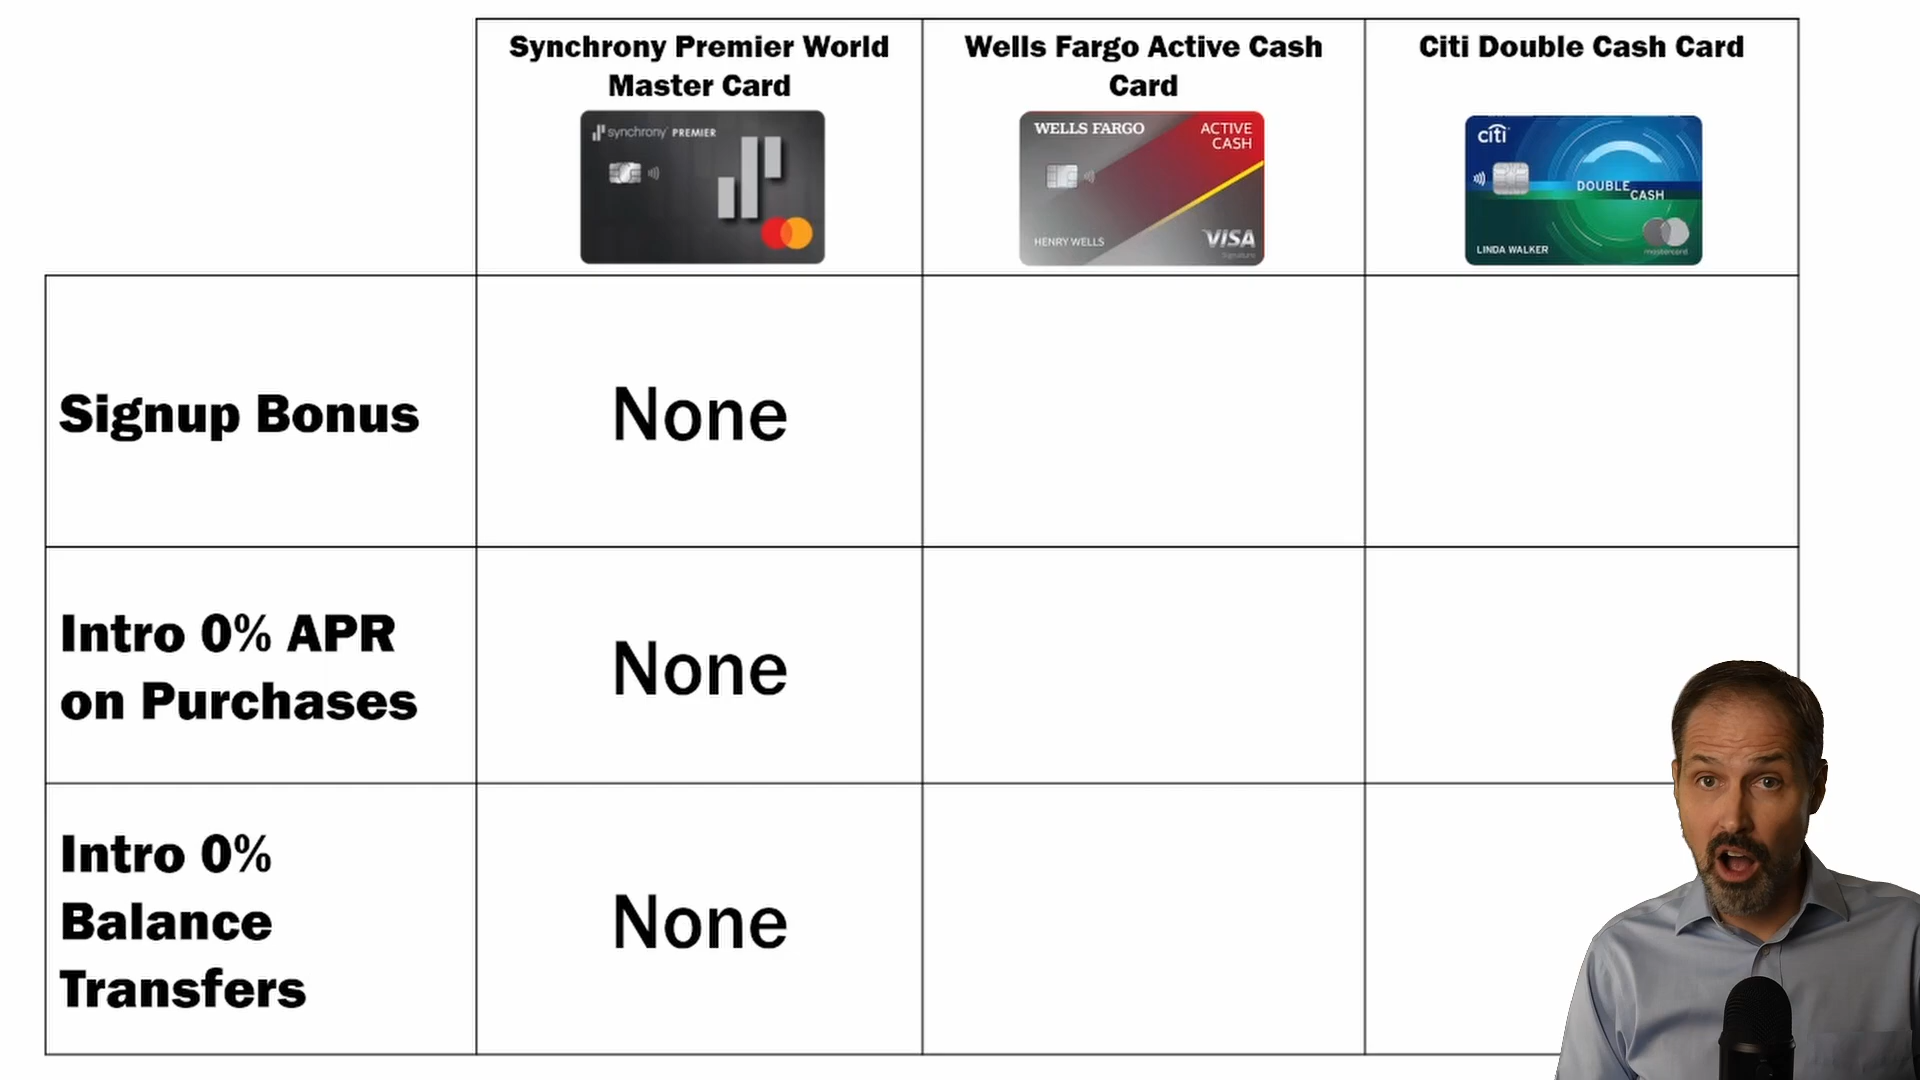 Synchrony Premier World
Master Card
synchrony PREMIER
Wells Fargo Active Cash
Card
WELLS FARGO
ACTIVE
CASH
HENRY WELLS
VISA
Signature
Citi Double Cash Card
citi
DOUBLE
CASH
LINDA WALKER
mastercard
Signup Bonus
None
Intro 0% APR
on Purchases
None
Intro 0%
Balance
Transfers
None